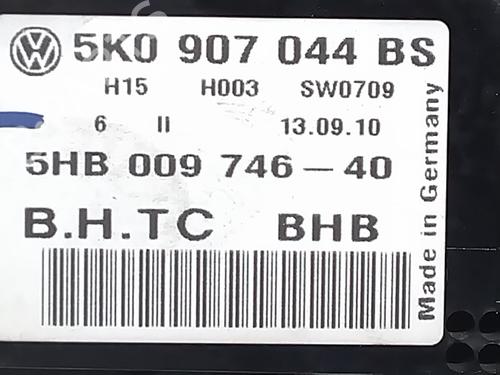 5K0 907 044 BS
H15 H003 SW0709
6 II 13.09.10
5HB 009 746-40
B.H.TC BHB
Made in Germany